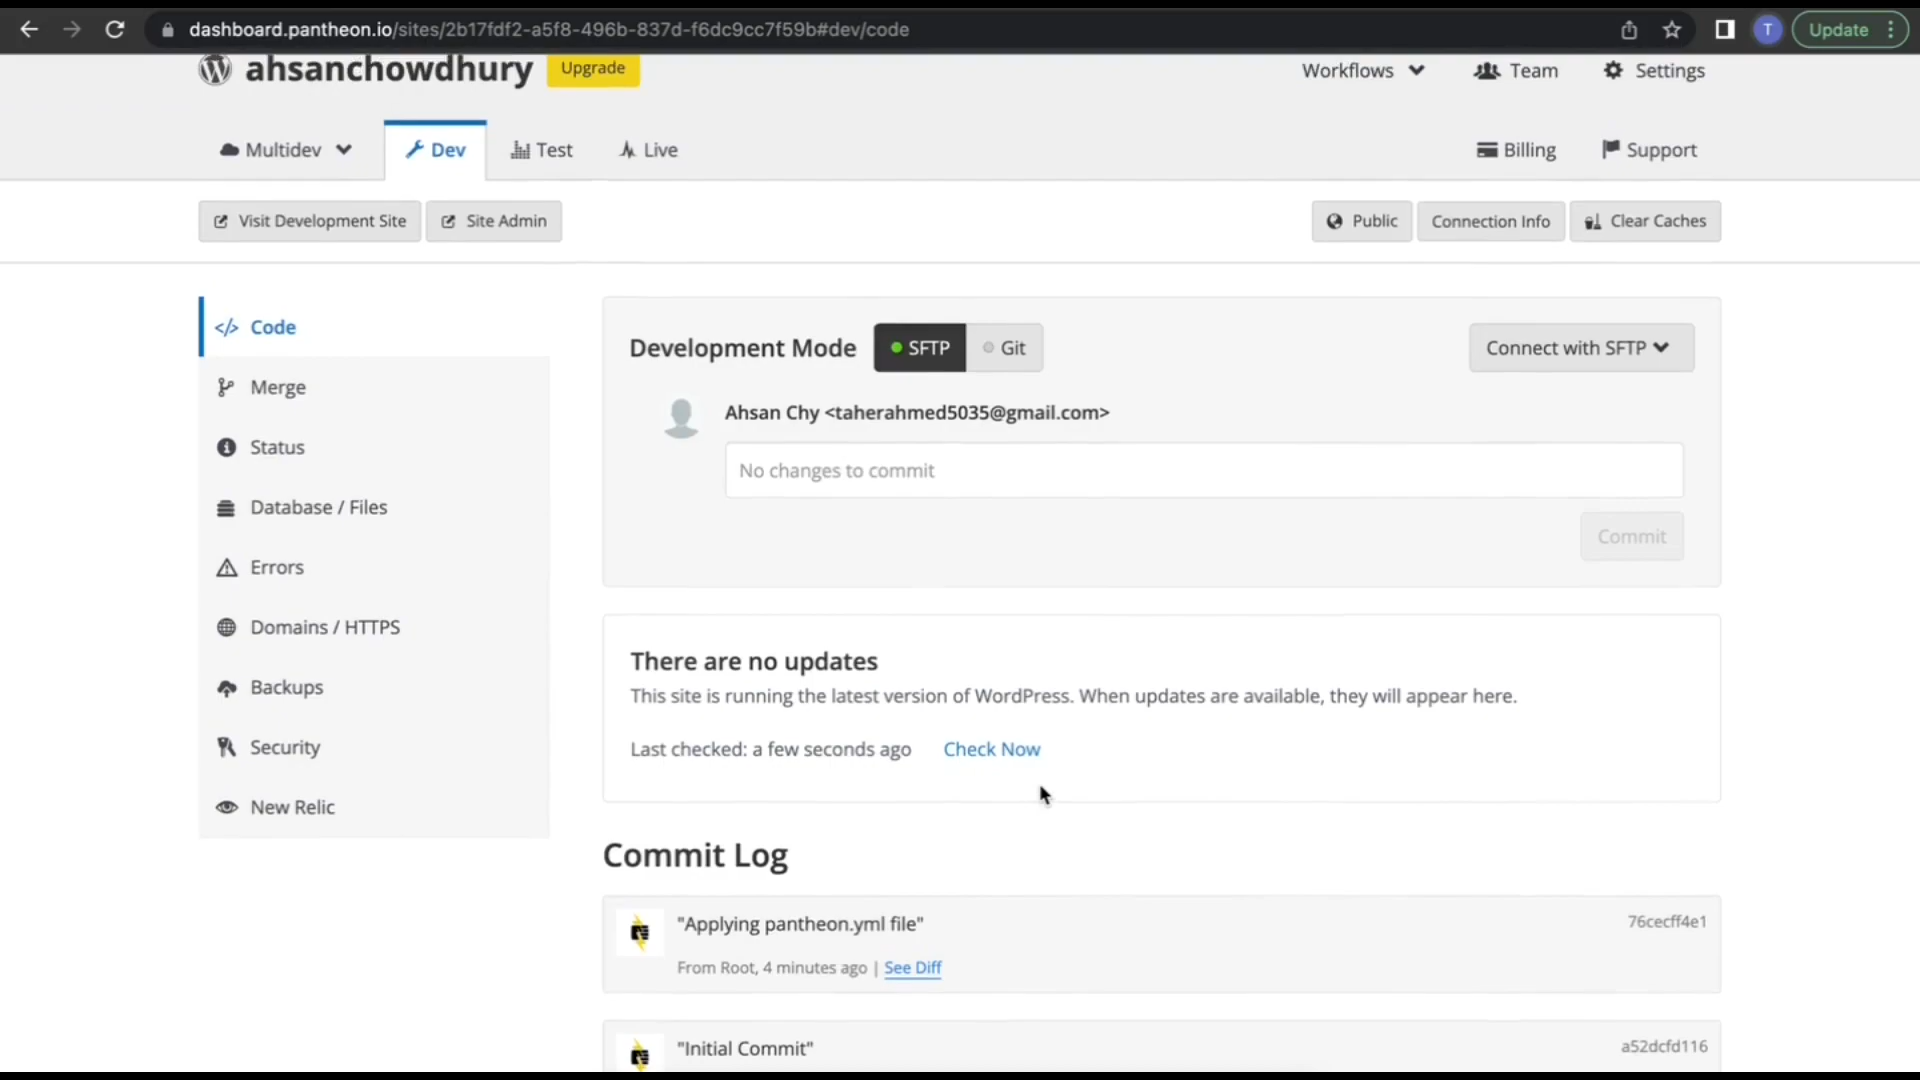 dashboard.pantheon.io/sites/2b17fdf2-a5f8-496b-837d-f6dc9cc7f59b#dev/code
T
Update
ahsanchowdhury
Upgrade
Workflows
Team
Settings
Multidev
Dev
Test
Live
Billing
Support
Visit Development Site
Site Admin
Public
Connection Info
Clear Caches
</> Code
Merge
Status
Database / Files
Errors
Domains / HTTPS
Backups
Security
New Relic
Development Mode
SFTP
Git
Connect with SFTP
Ahsan Chy <taherahmed5035@gmail.com>
No changes to commit
Commit
There are no updates
This site is running the latest version of WordPress. When updates are available, they will appear here.
Last checked: a few seconds ago
Check Now
Commit Log
"Applying pantheon.yml file"
76cecff4e1
From Root, 4 minutes ago | See Diff
"Initial Commit"
a52dcfd116